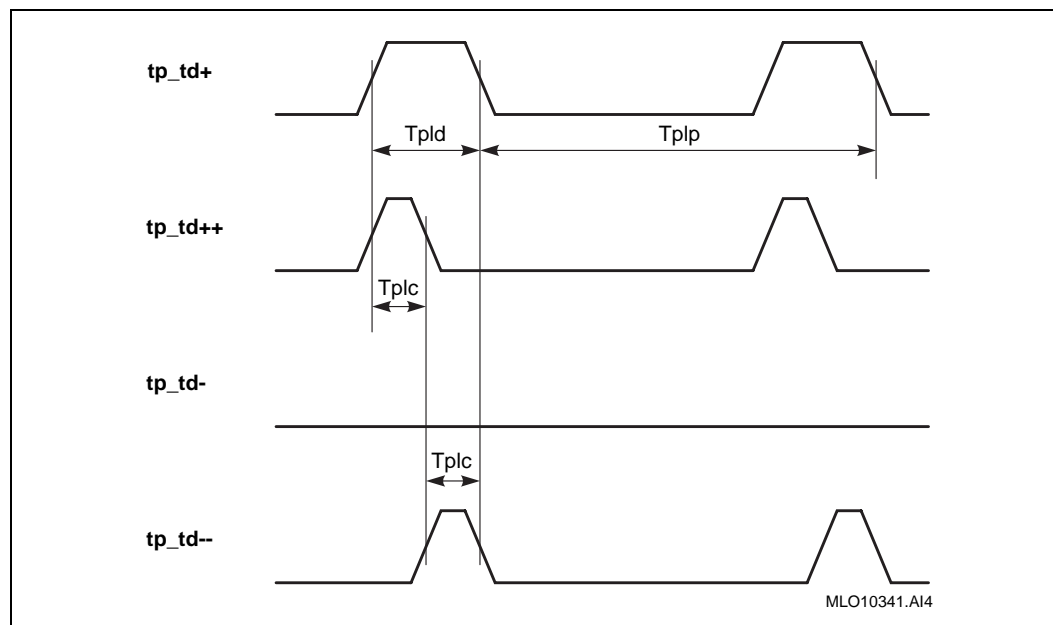 tp_td+
Tpld
Tplp
tp_td++
Tplc
tp_td-
Tplc
tp_td--
MLO10341.AI4